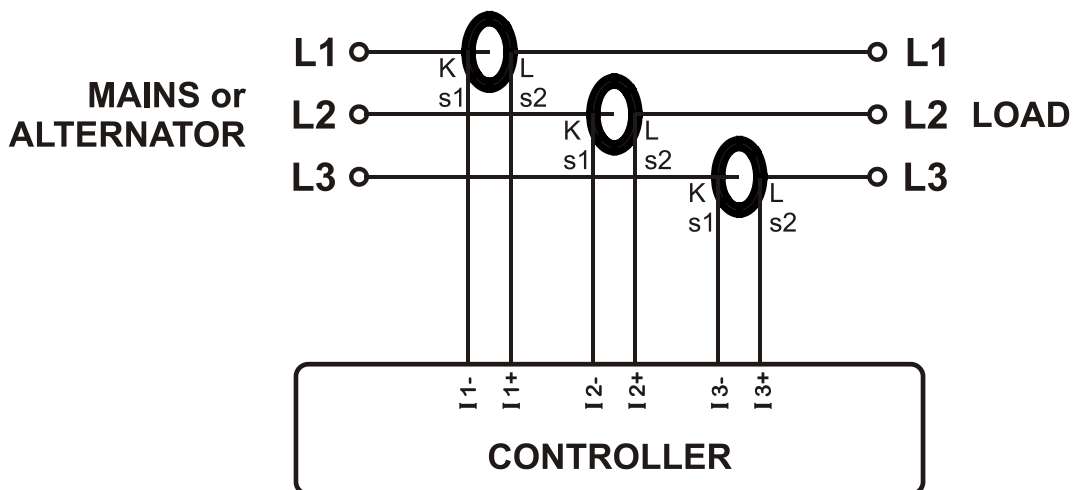 L1 L1
K L
s1 s2
MAINS or
ALTERNATOR
L2 L2 LOAD
K L
s1 s2
L3 L3
K L
s1 s2
I1- I1+ I2- I2+ I3- I3+
CONTROLLER